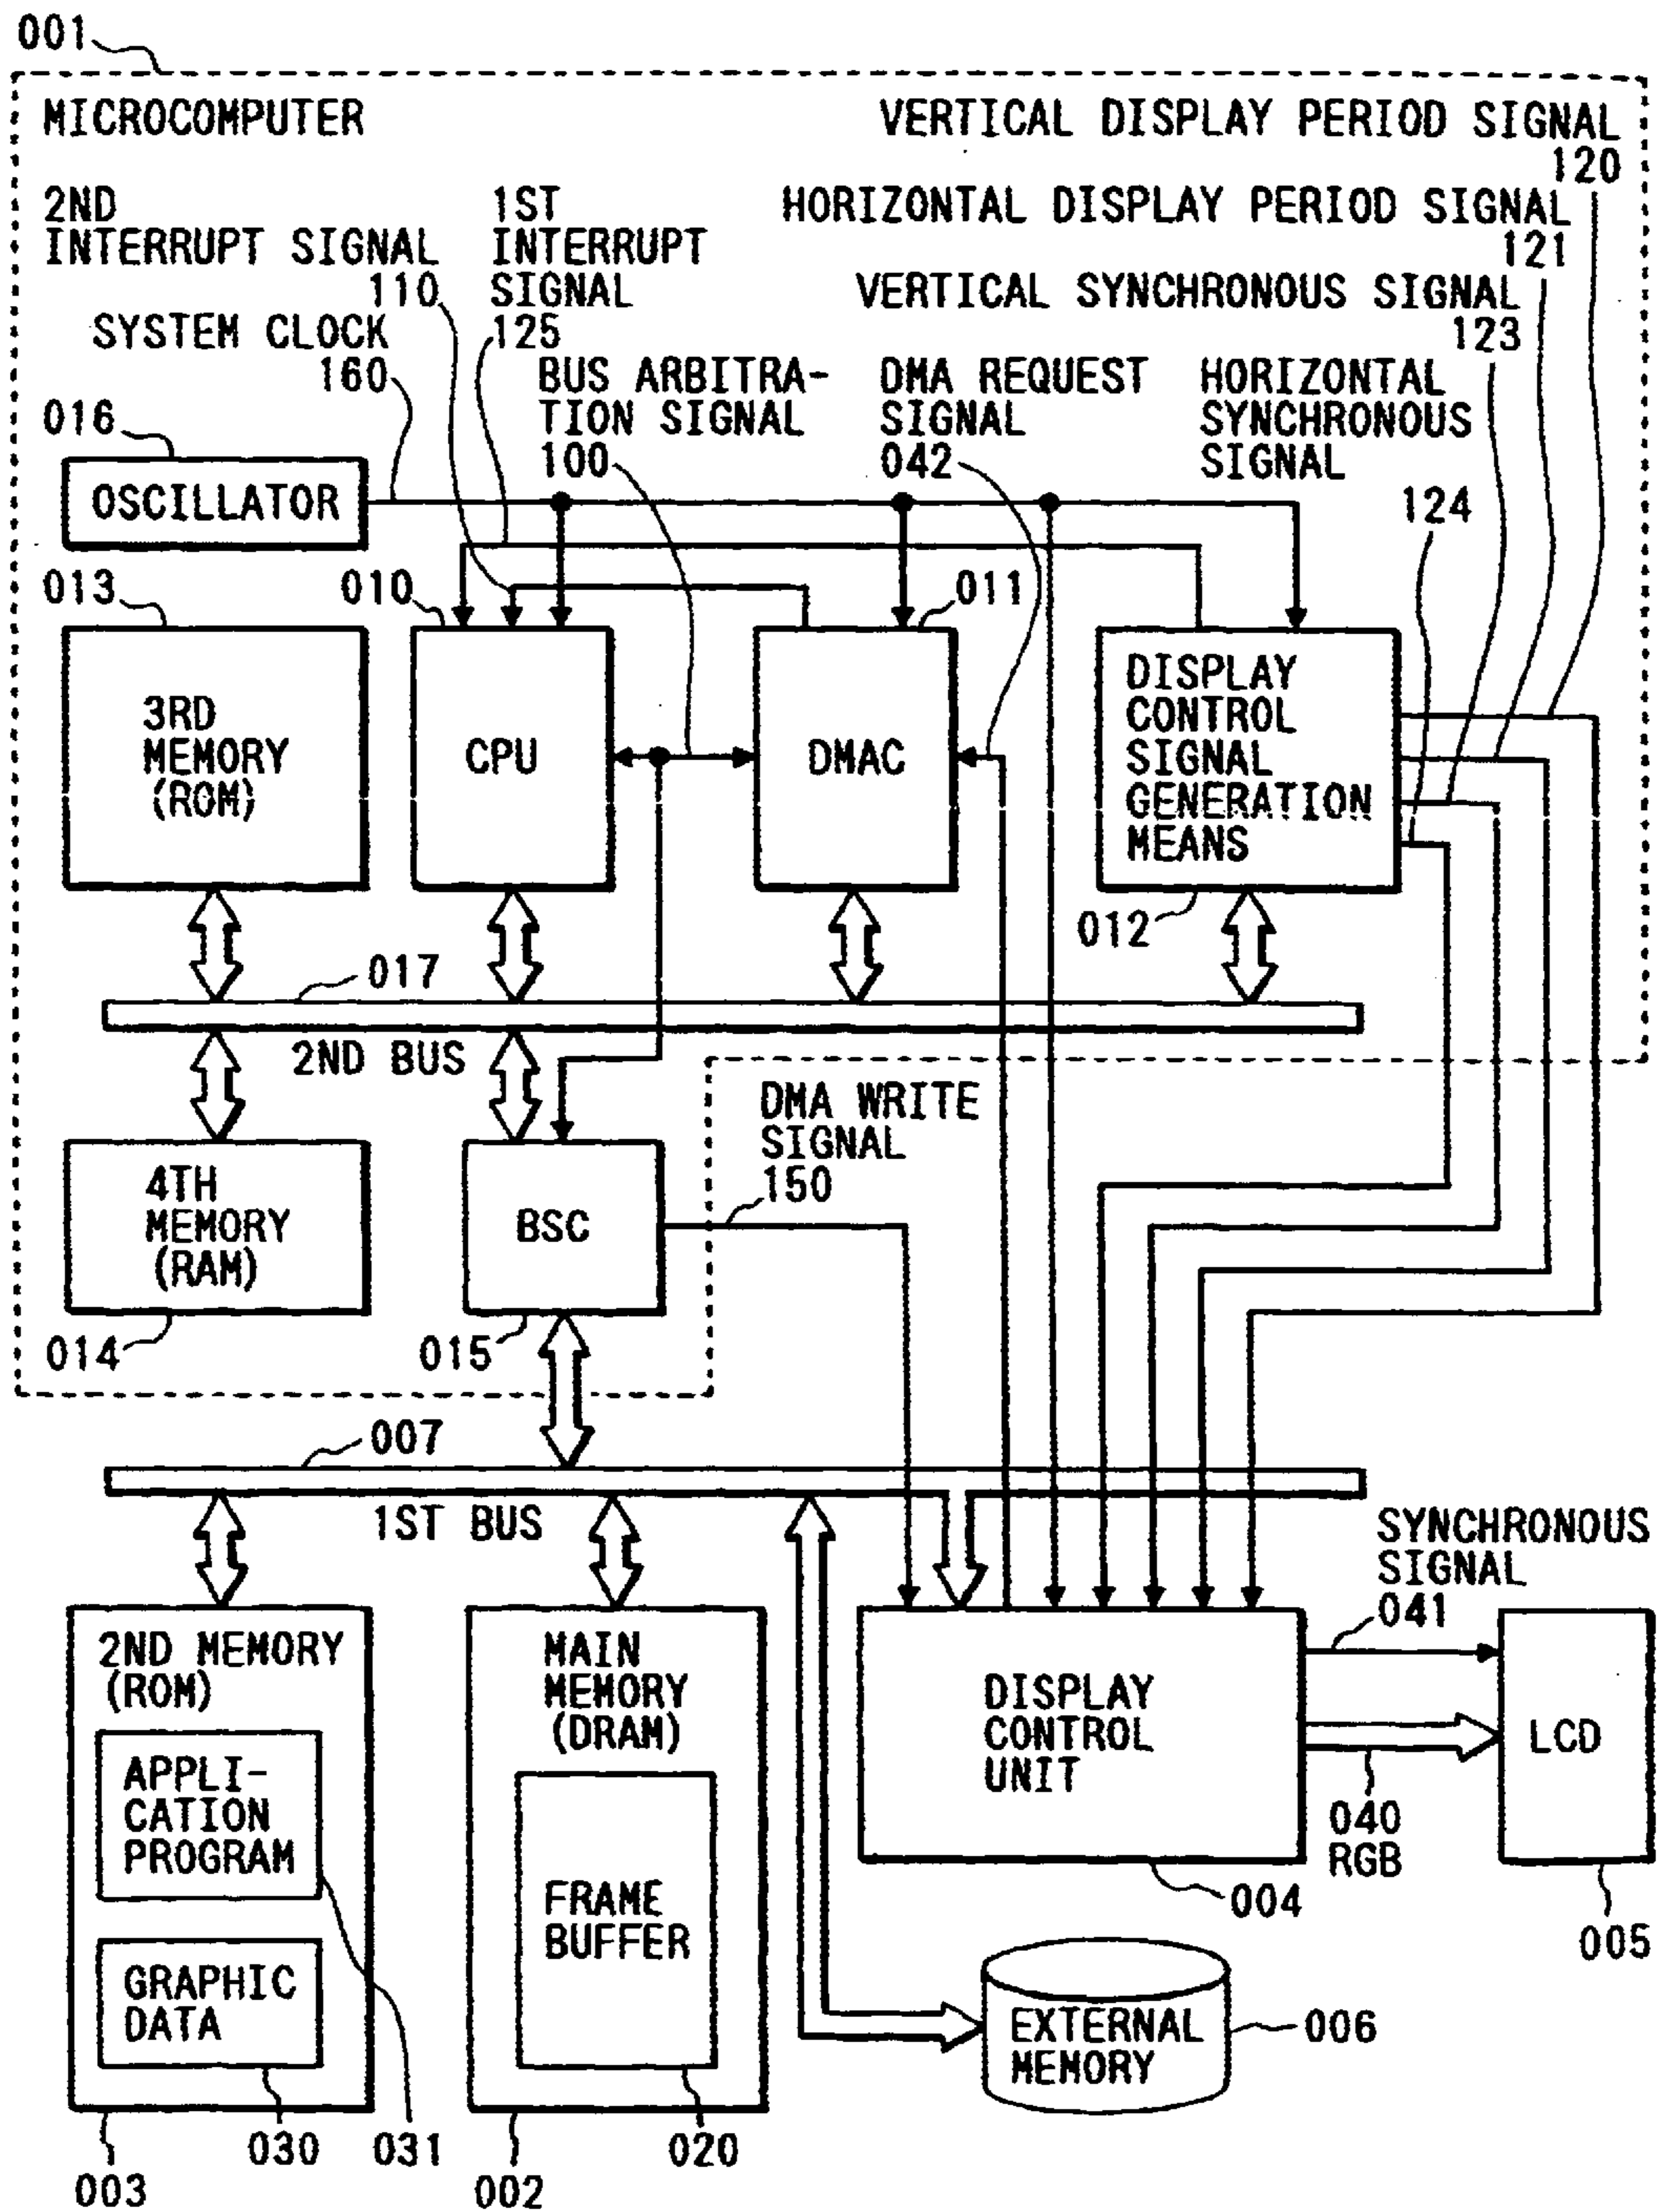 001
MICROCOMPUTER
VERTICAL DISPLAY PERIOD SIGNAL
120
2ND
INTERRUPT SIGNAL
110
1ST
INTERRUPT
SIGNAL
125
HORIZONTAL DISPLAY PERIOD SIGNAL
121
VERTICAL SYNCHRONOUS SIGNAL
123
SYSTEM CLOCK
160
BUS ARBITRA-
TION SIGNAL
100
DMA REQUEST
SIGNAL
042
HORIZONTAL
SYNCHRONOUS
SIGNAL
124
016
OSCILLATOR
013
010
011
3RD
MEMORY
(ROM)
CPU
DMAC
DISPLAY
CONTROL
SIGNAL
GENERATION
MEANS
012
017
2ND BUS
DMA WRITE
SIGNAL
150
4TH
MEMORY
(RAM)
BSC
014
015
007
1ST BUS
SYNCHRONOUS
SIGNAL
041
2ND MEMORY
(ROM)
APPLI-
CATION
PROGRAM
GRAPHIC
DATA
MAIN
MEMORY
(DRAM)
FRAME
BUFFER
DISPLAY
CONTROL
UNIT
LCD
040
RGB
004
005
EXTERNAL
MEMORY
006
003
030
031
002
020